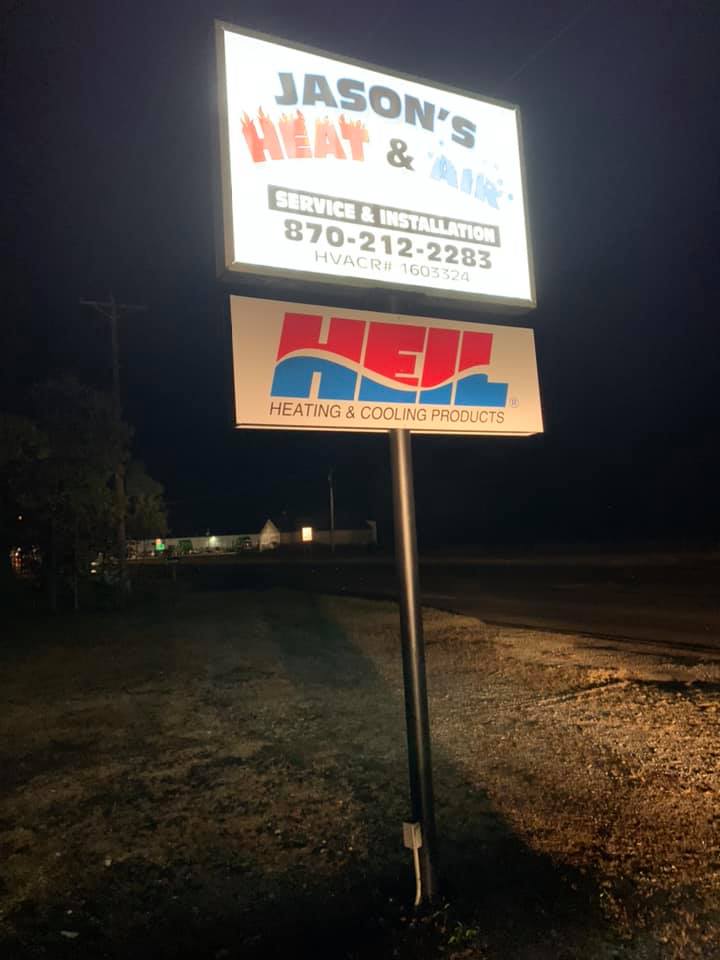 JASON'S
HEAT & AIR
SERVICE & INSTALLATION
870-212-2283
HVACR# 1603324
HEIL®
HEATING & COOLING PRODUCTS